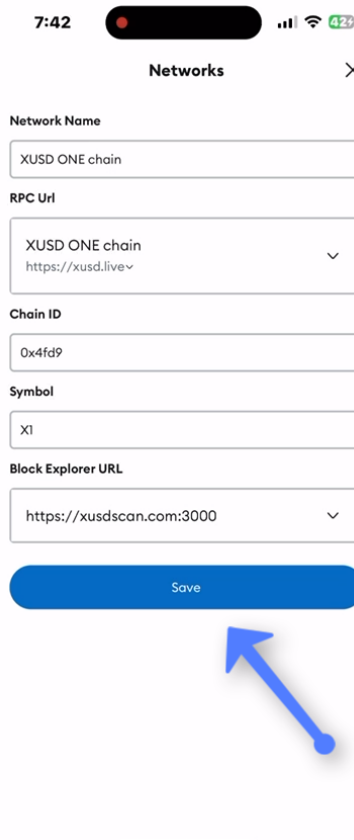 7:42
42
Networks
Network Name
XUSD ONE chain
RPC Url
XUSD ONE chain
https://xusd.live
Chain ID
0x4fd9
Symbol
X1
Block Explorer URL
https://xusdscan.com:3000
Save